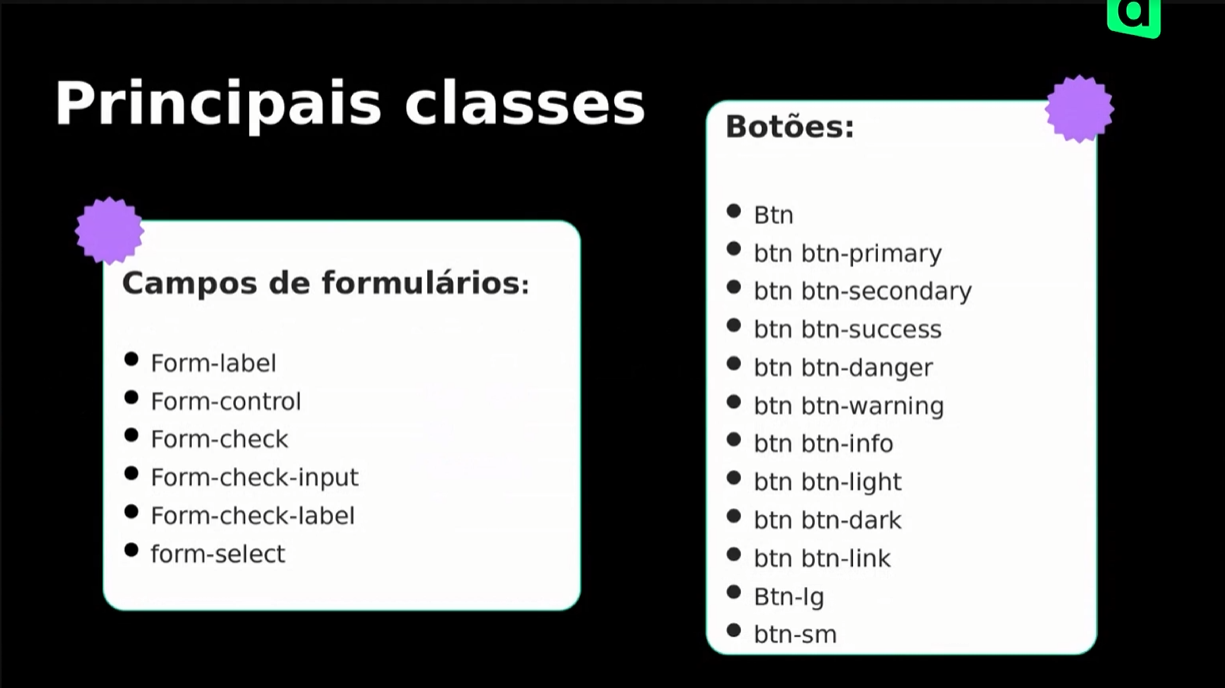 Principais classes
Campos de formulários:
Form-label
Form-control
Form-check
Form-check-input
Form-check-label
form-select
Botões:
Btn
btn btn-primary
btn btn-secondary
btn btn-success
btn btn-danger
btn btn-warning
btn btn-info
btn btn-light
btn btn-dark
btn btn-link
Btn-lg
btn-sm